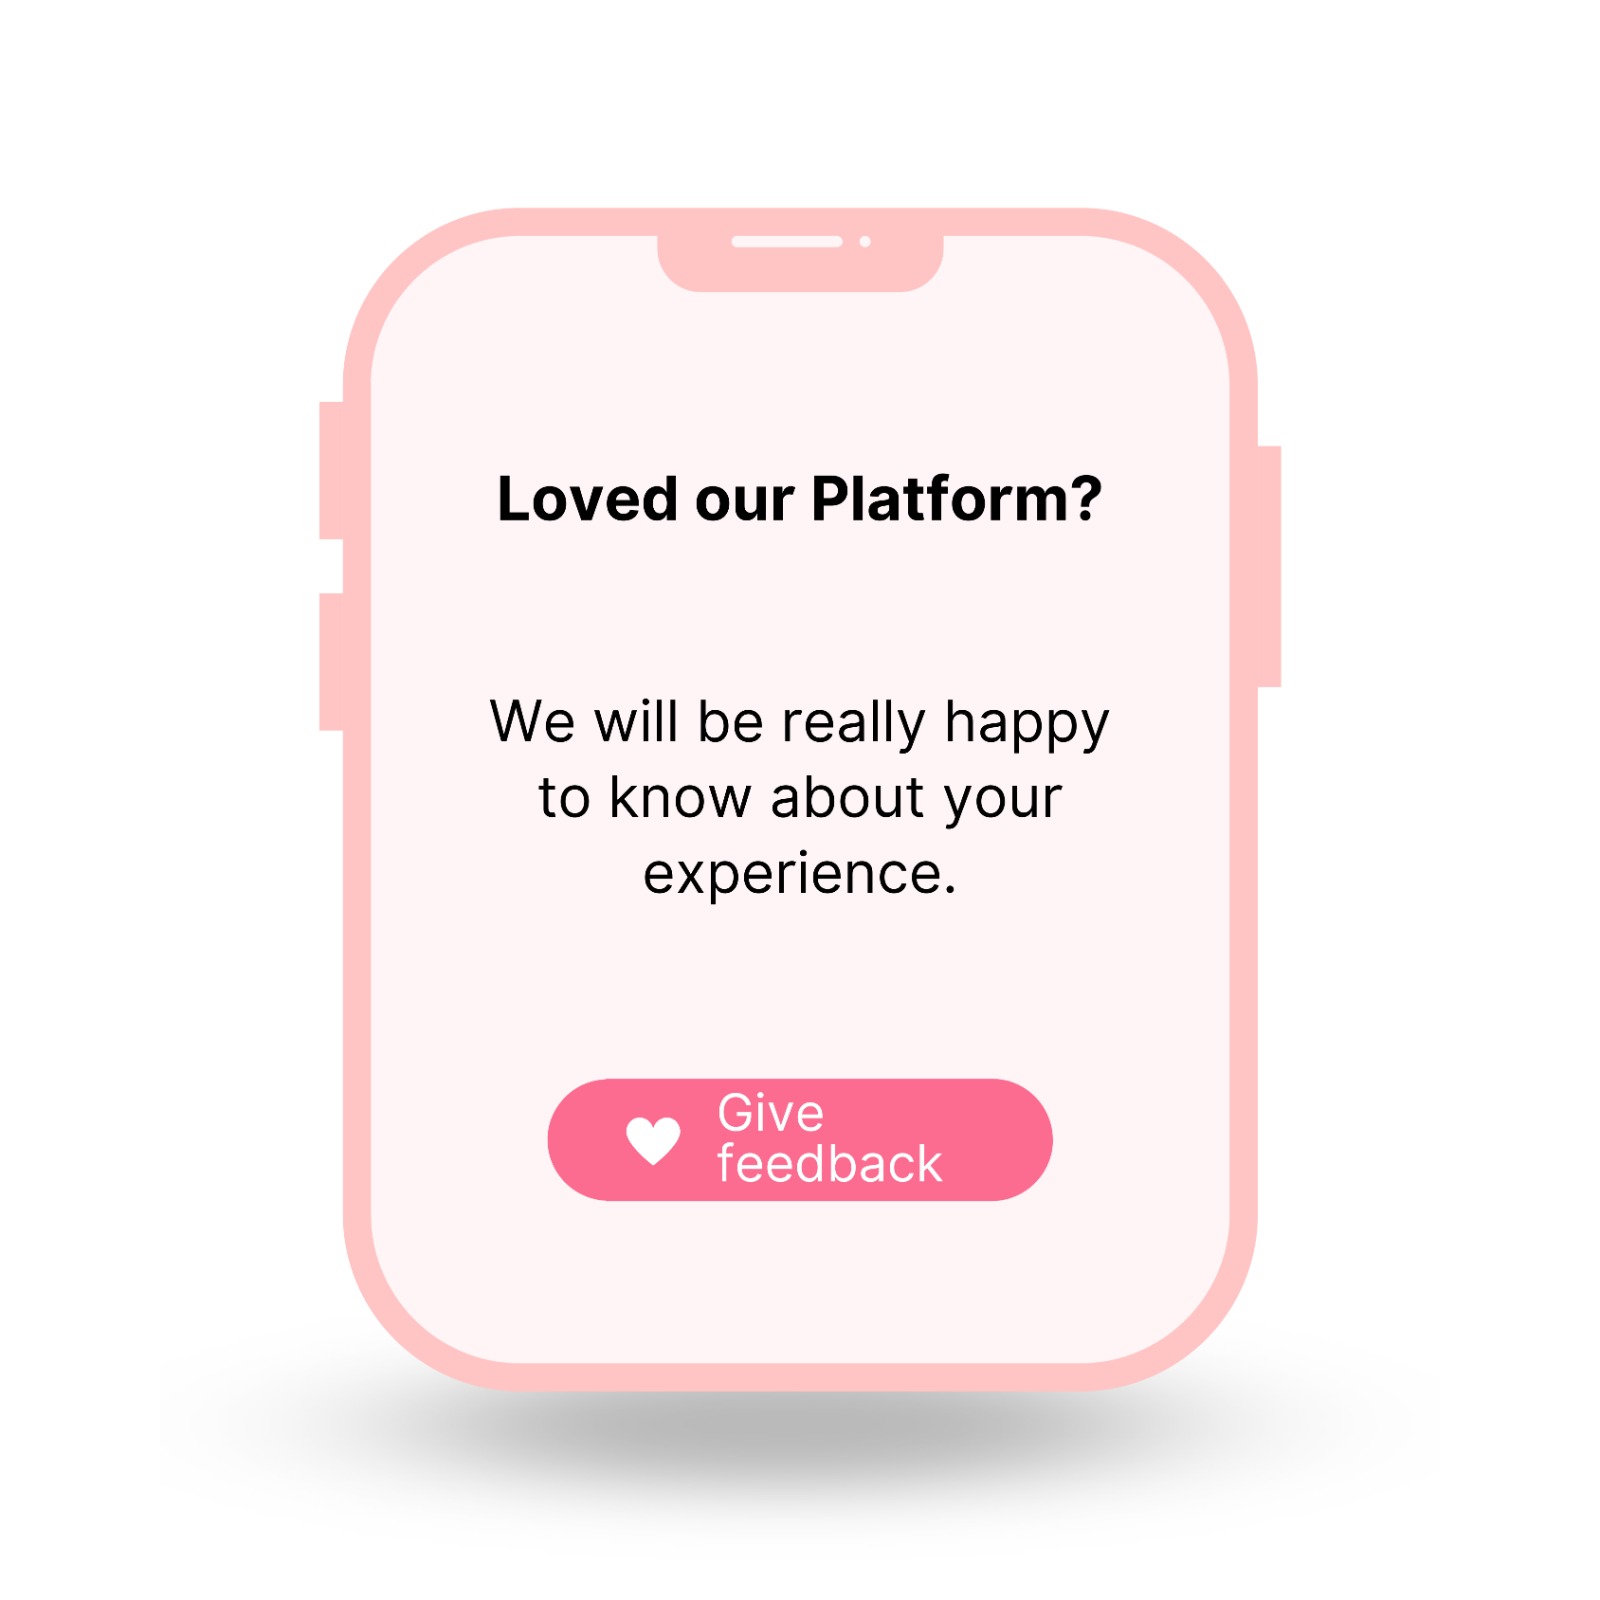 Loved our Platform?
We will be really happy
to know about your
experience.
Give
feedback